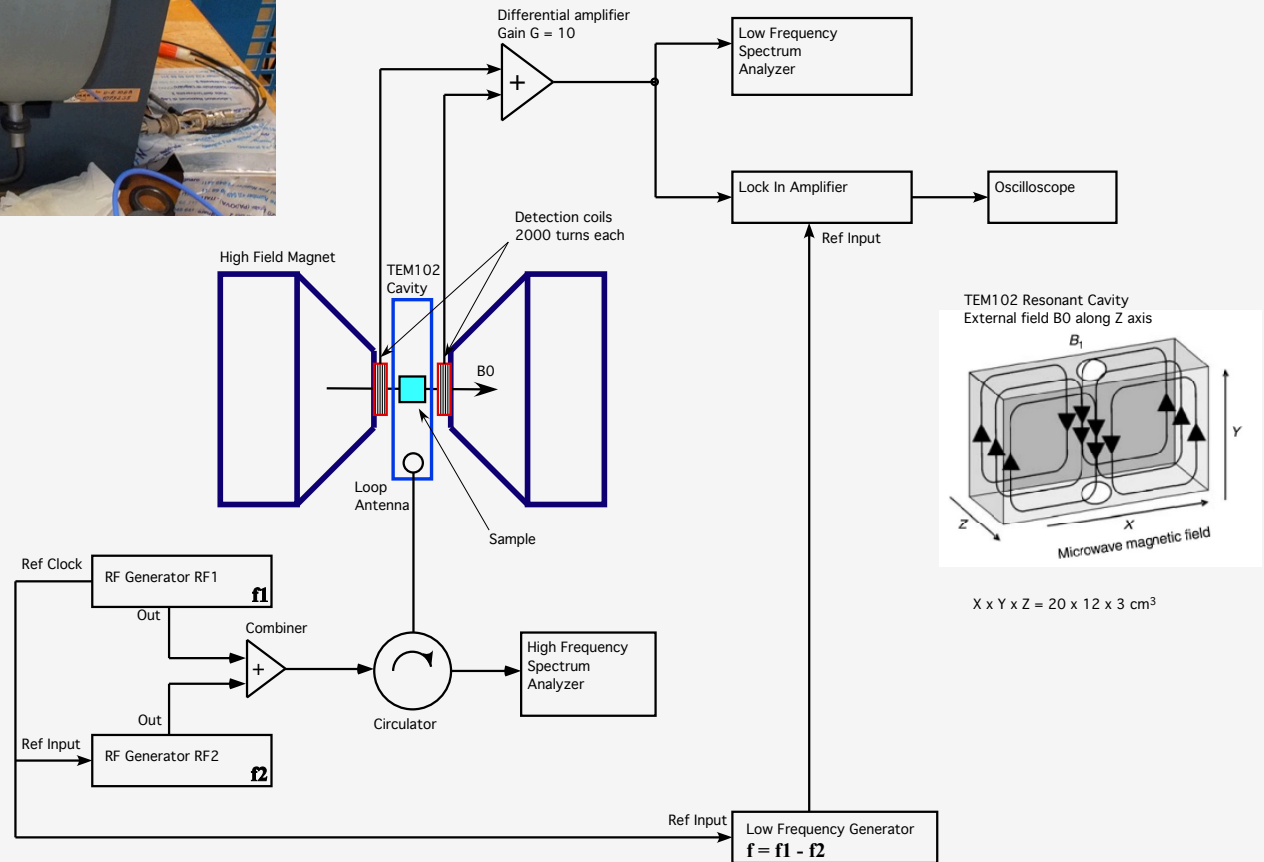 Differential amplifier
Gain G = 10
+
Low Frequency
Spectrum
Analyzer
Lock In Amplifier
Oscilloscope
Ref Input
Detection coils
2000 turns each
High Field Magnet
TEM102
Cavity
B0
Loop
Antenna
Sample
TEM102 Resonant Cavity
External field B0 along Z axis
B1
Y
Z
X
Microwave magnetic field
X x Y x Z = 20 x 12 x 3 cm³
Ref Clock
RF Generator RF1
f1
Out
Combiner
+
High Frequency
Spectrum
Analyzer
Circulator
Out
Ref Input
RF Generator RF2
f2
Ref Input
Low Frequency Generator
f = f1 - f2